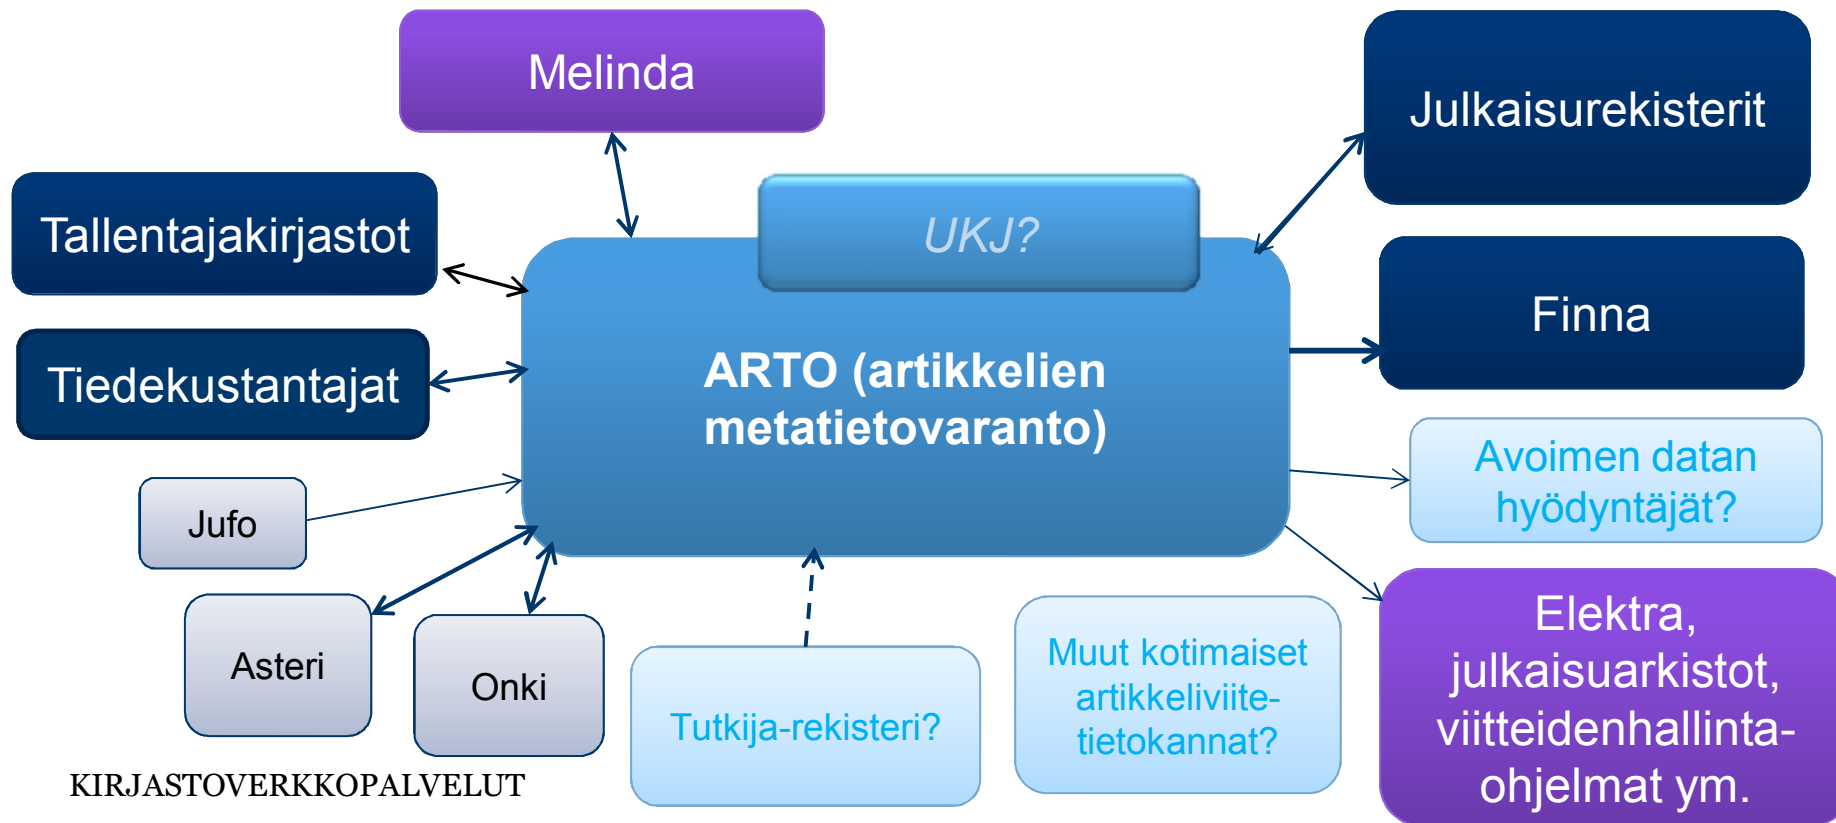 Melinda
Julkaisurekisterit
Tallentajakirjastot
UKJ?
Finna
Tiedekustantajat
ARTO (artikkelien
metatietovaranto)
Avoimen datan
hyödyntäjät?
Jufo
Asteri
Onki
Tutkija-rekisteri?
Muut kotimaiset
artikkeliviite-
tietokannat?
Elektra,
julkaisuarkistot,
viitteidenhallinta-
ohjelmat ym.
KIRJASTOVERKKOPALVELUT